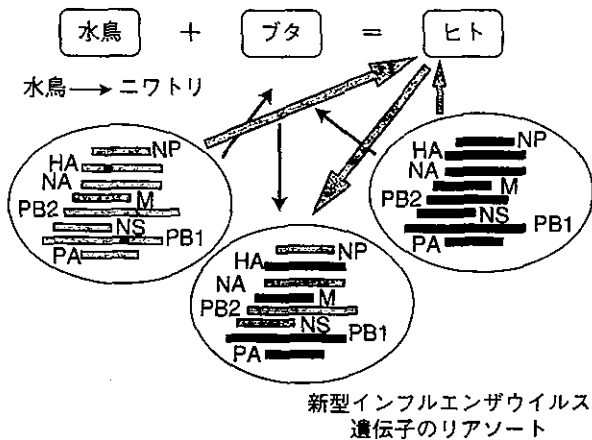 水鳥 + ブタ = ヒト
水鳥→ニワトリ
NP
HA
NA
M
PB2
NS
PB1
PA
NP
HA
NA
M
PB2
NS
PB1
PA
NP
HA
NA
M
PB2
NS
PB1
PA
新型インフルエンザウイルス
遺伝子のリアソート